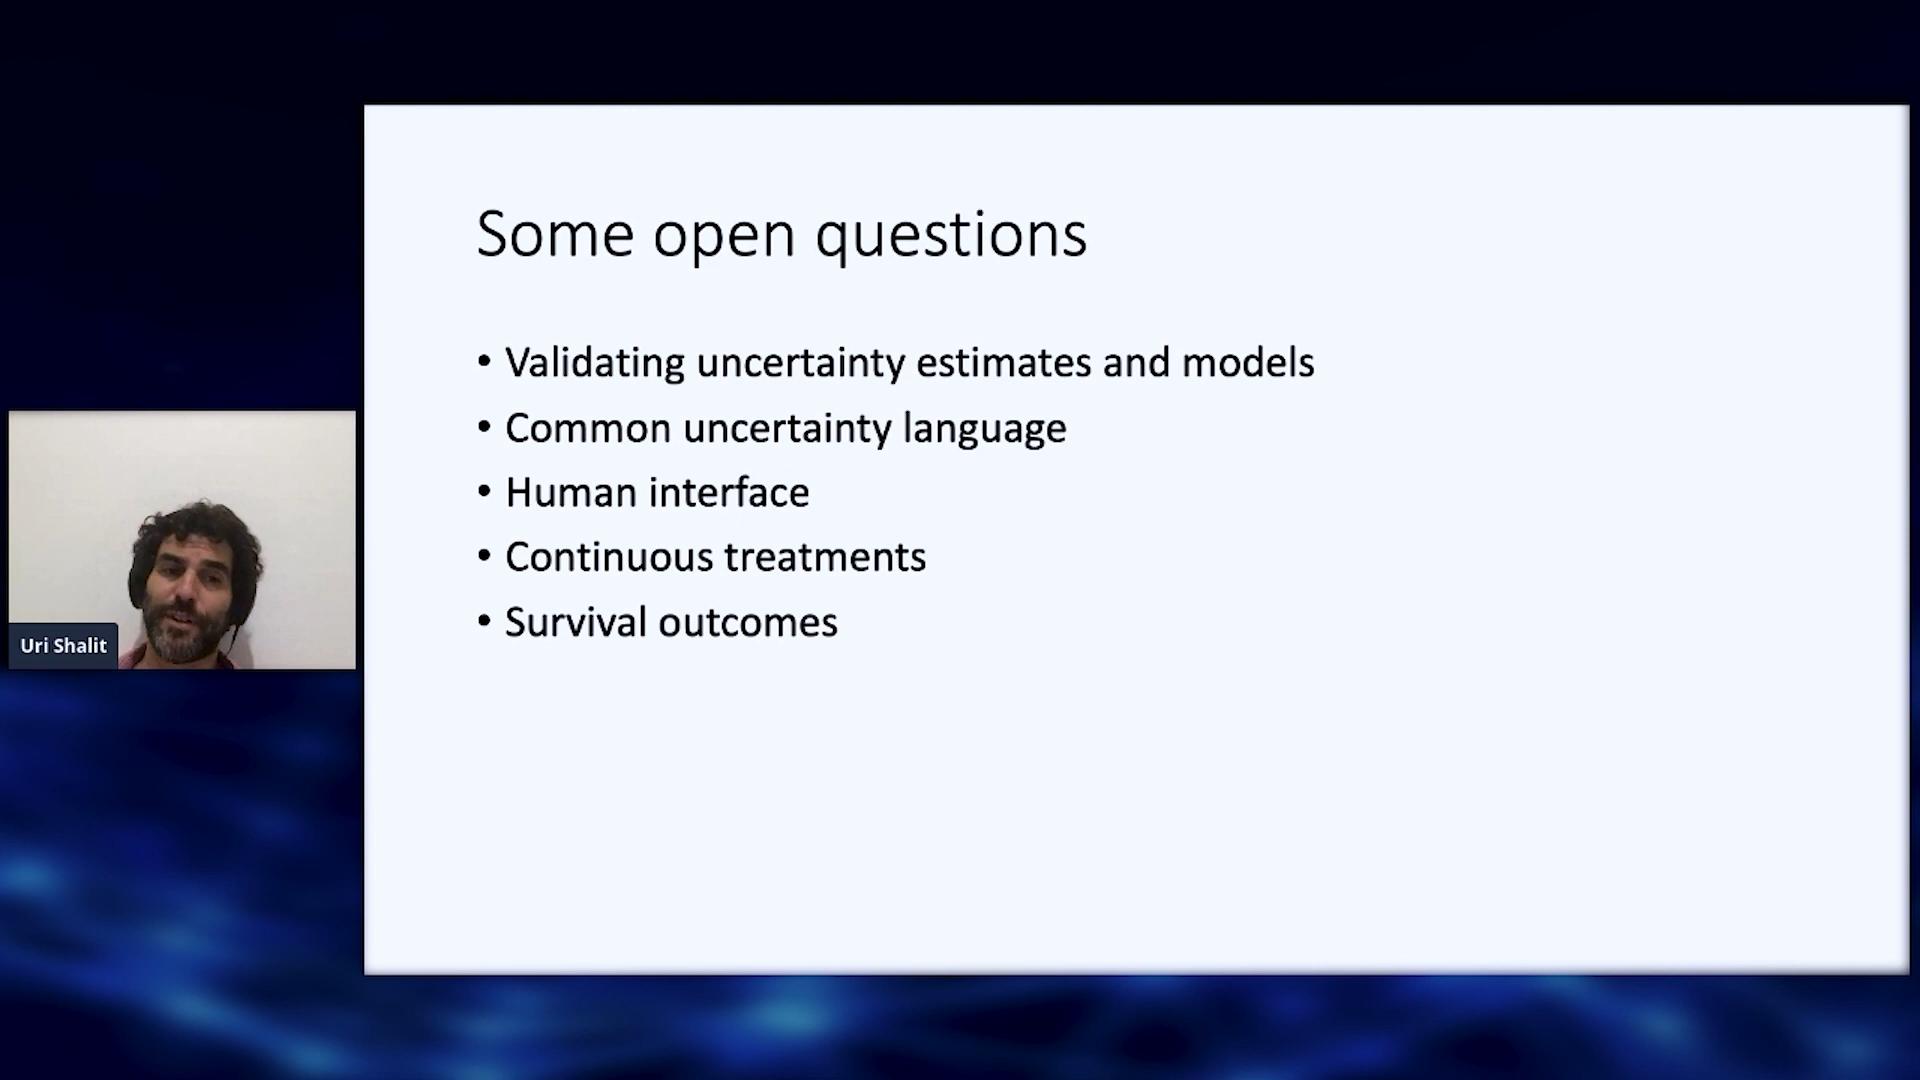 Some open questions
• Validating uncertainty estimates and models
• Common uncertainty language
• Human interface
• Continuous treatments
• Survival outcomes
Uri Shalit